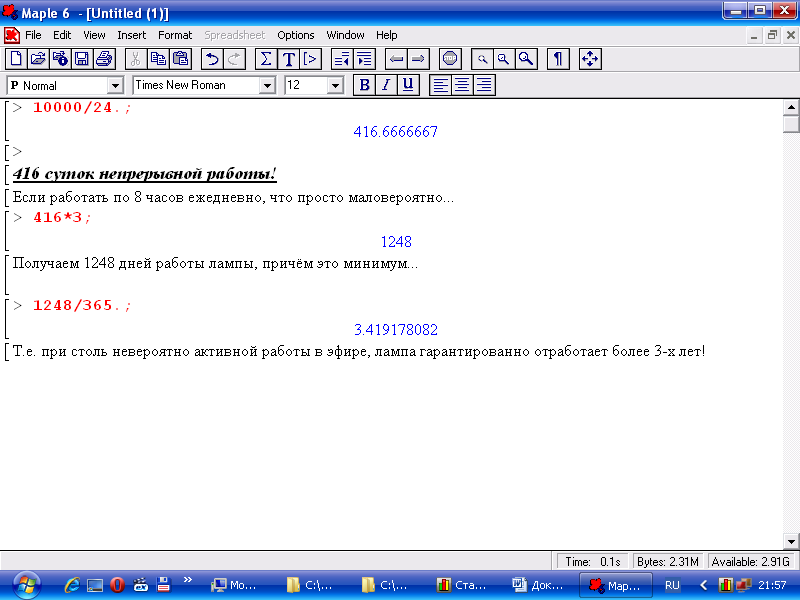 Maple 6 - [Untitled (1)]
File Edit View Insert Format Spreadsheet Options Window Help
P Normal Times New Roman 12 B I U
> 10000/24.;
416.6666667
>
416 суток непрерывной работы!
Если работать по 8 часов ежедневно, что просто маловероятно...
> 416*3;
1248
Получаем 1248 дней работы лампы, причём это минимум...
> 1248/365.;
3.419178082
Т.е. при столь невероятно активной работы в эфире, лампа гарантированно отработает более 3-х лет!
Time: 0.1s Bytes: 2.31M Available: 2.91G
Мо... C:\... C:\... Ста... Док... Мар... RU 21:57